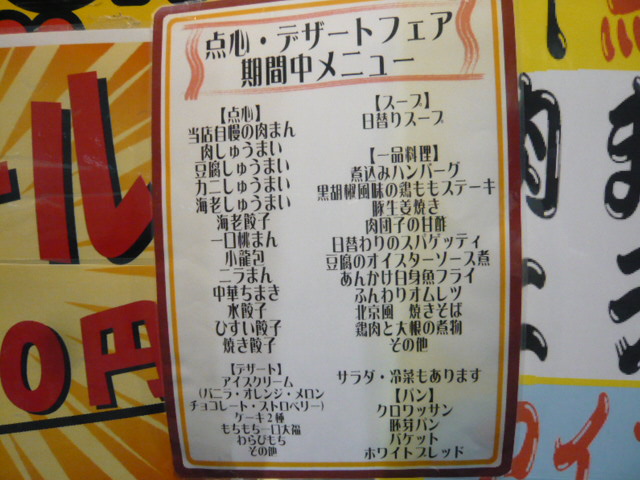 点心・デザートフェア
期間中メニュー
【点心】
当店自慢の肉まん
肉しゅうまい
豆腐しゅうまい
カニしゅうまい
海老しゅうまい
海老餃子
一口桃まん
小龍包
ニラまん
中華ちまき
水餃子
ひすい餃子
焼き餃子
【デザート】
アイスクリーム
(バニラ・オレンジ・メロン
チョコレート・ストロベリー)
ケーキ2種
もちもち一口大福
わらびもち
その他
【スープ】
日替りスープ
【一品料理】
煮込みハンバーグ
黒胡椒風味の鶏ももステーキ
豚生姜焼き
肉団子の甘酢
日替わりのスパゲッティ
豆腐のオイスターソース煮
あんかけ白身魚フライ
ふんわりオムレツ
北京風 焼きそば
鶏肉と大根の煮物
その他
サラダ・冷菜もあります
【パン】
クロワッサン
胚芽パン
バケット
ホワイトブレッド
ール
0円
肉
ま